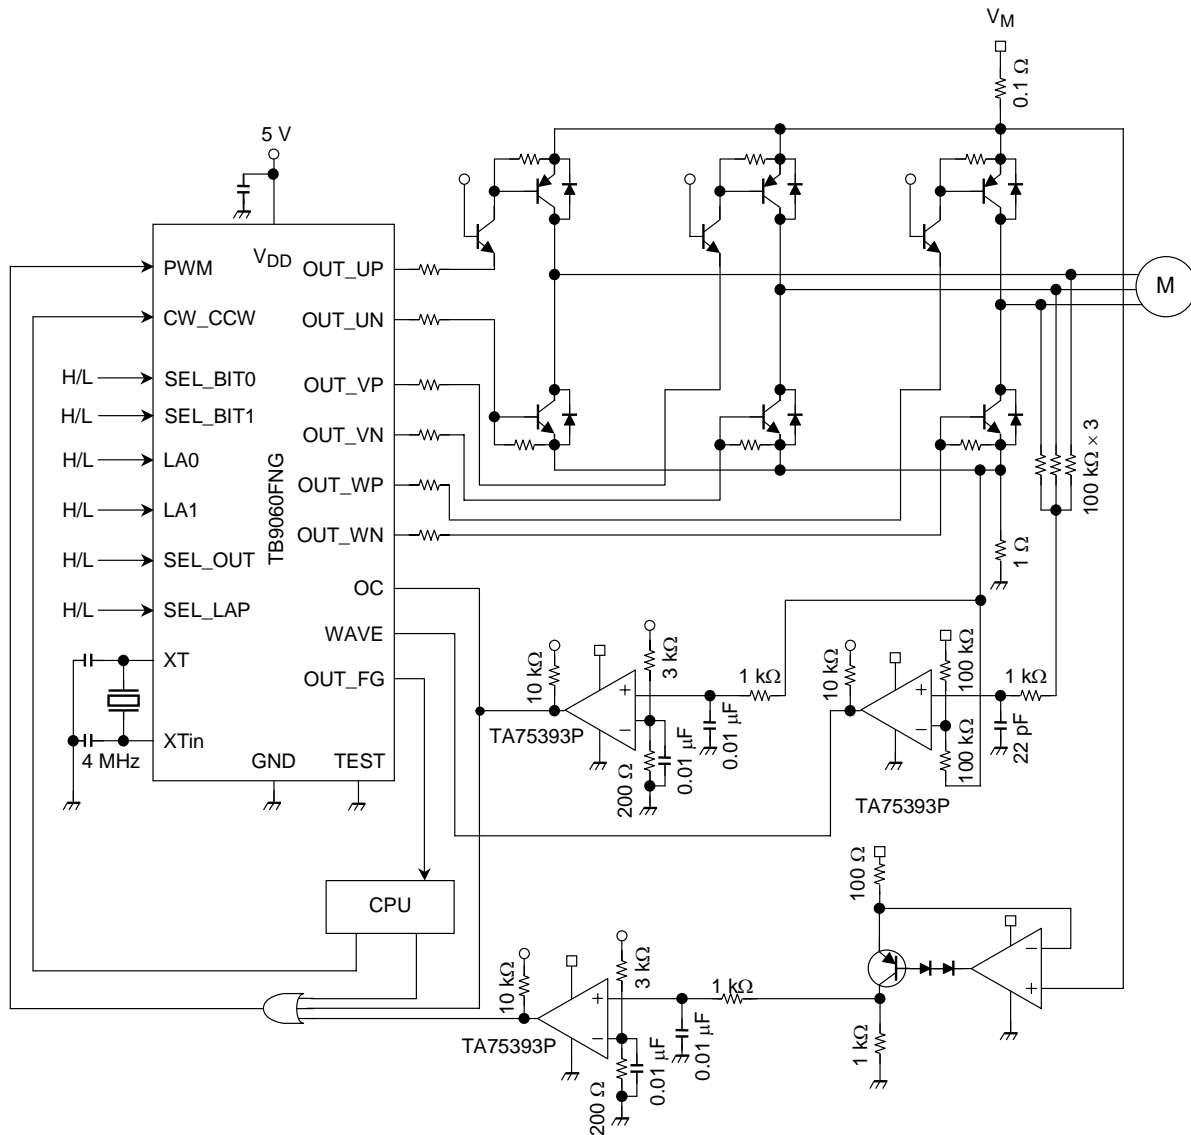 VM
0.1 Ω
5 V
VDD
PWM
CW_CCW
H/L
SEL_BIT0
H/L
SEL_BIT1
H/L
LA0
H/L
LA1
H/L
SEL_OUT
H/L
SEL_LAP
XT
XTin
4 MHz
GND
TEST
TB9060FNG
OUT_UP
OUT_UN
OUT_VP
OUT_VN
OUT_WP
OUT_WN
OC
WAVE
OUT_FG
M
100 kΩ × 3
1 Ω
10 kΩ
3 kΩ
+
−
TA75393P
200 Ω
0.01 μF
0.01 μF
1 kΩ
10 kΩ
100 kΩ
+
−
100 kΩ
1 kΩ
22 pF
TA75393P
CPU
10 kΩ
3 kΩ
+
−
TA75393P
200 Ω
0.01 μF
0.01 μF
1 kΩ
100 Ω
−
+
1 kΩ